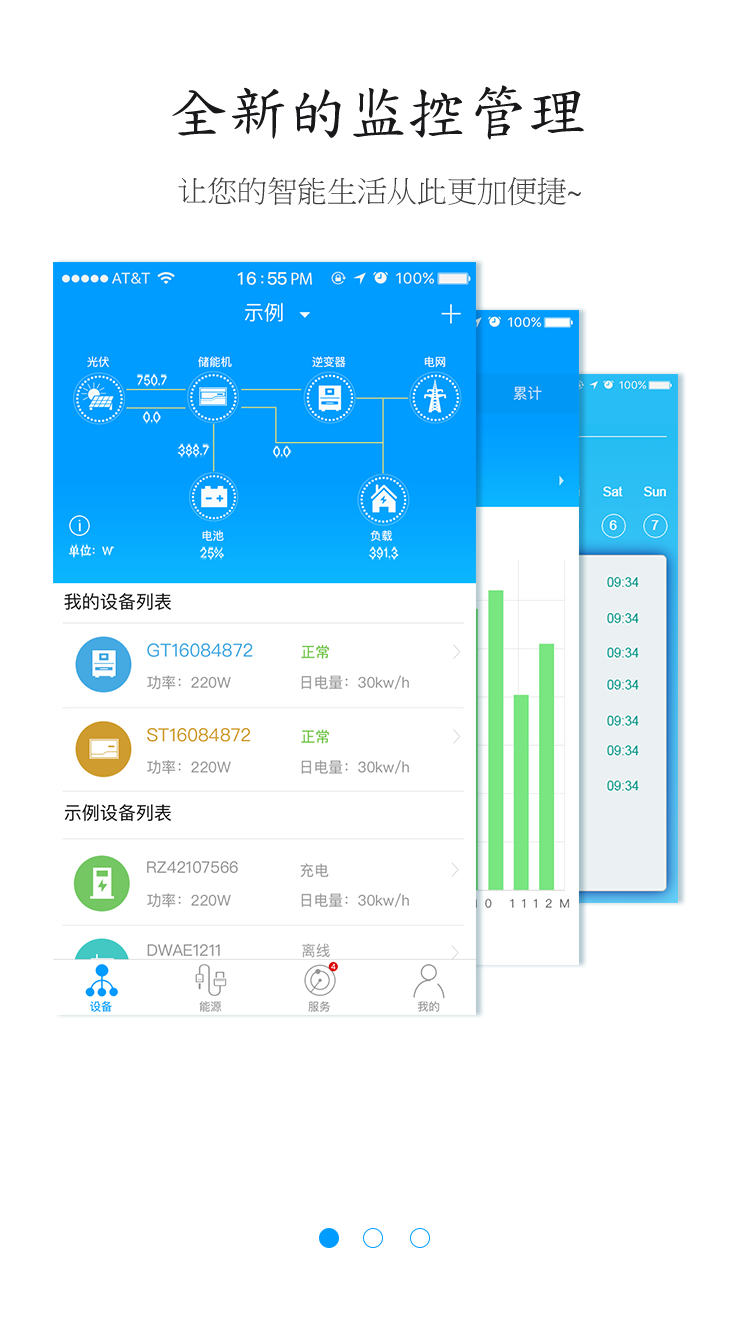 全新的监控管理
让您的智能生活从此更加便捷~
AT&T 16:55 PM 100%
示例
光伏 储能机 逆变器 电网
750.7
0.0
388.7 0.0
电池 负载
25% 391.3
单位：W
我的设备列表
GT16084872 正常
功率：220W 日电量：30kw/h
ST16084872 正常
功率：220W 日电量：30kw/h
示例设备列表
RZ42107566 充电
功率：220W 日电量：30kw/h
DWAE1211 离线
4
设备 能源 服务 我的
100%
累计
0 11 12 M
100%
Sat Sun
6 7
09:34
09:34
09:34
09:34
09:34
09:34
09:34